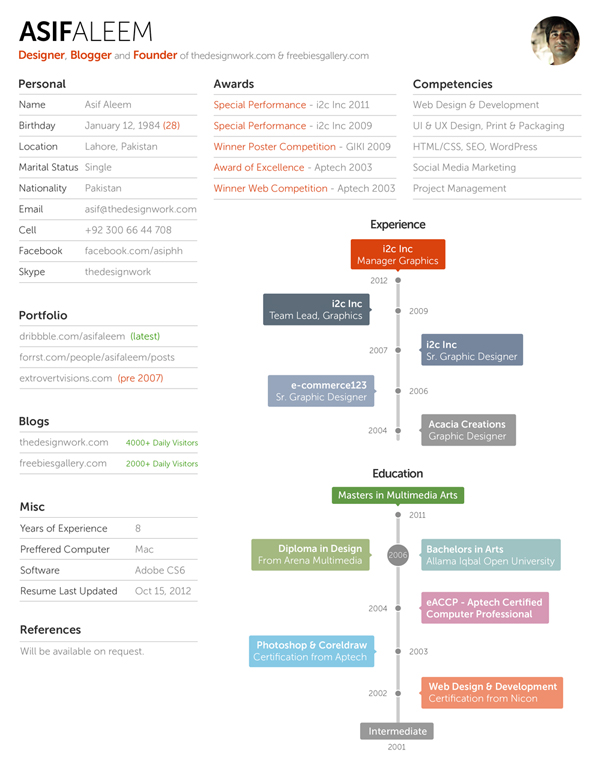 ASIFALEEM
Designer, Blogger and Founder of thedesignwork.com & freebiesgallery.com
Personal
Name Asif Aleem
Birthday January 12, 1984 (28)
Location Lahore, Pakistan
Marital Status Single
Nationality Pakistan
Email asif@thedesignwork.com
Cell +92 300 66 44 708
Facebook facebook.com/asiphh
Skype thedesignwork
Portfolio
dribbble.com/asifaleem (latest)
forrst.com/people/asifaleem/posts
extrovertvisions.com (pre 2007)
Blogs
thedesignwork.com 4000+ Daily Visitors
freebiesgallery.com 2000+ Daily Visitors
Misc
Years of Experience 8
Preffered Computer Mac
Software Adobe CS6
Resume Last Updated Oct 15, 2012
References
Will be available on request.
Awards
Special Performance - i2c Inc 2011
Special Performance - i2c Inc 2009
Winner Poster Competition - GIKI 2009
Award of Excellence - Aptech 2003
Winner Web Competition - Aptech 2003
Competencies
Web Design & Development
UI & UX Design, Print & Packaging
HTML/CSS, SEO, WordPress
Social Media Marketing
Project Management
Experience
i2c Inc
Manager Graphics
2012
i2c Inc
Team Lead, Graphics
2009
2007
i2c Inc
Sr. Graphic Designer
e-commerce123
Sr. Graphic Designer
2006
2004
Acacia Creations
Graphic Designer
Education
Masters in Multimedia Arts
2011
Diploma in Design
From Arena Multimedia
2006
Bachelors in Arts
Allama Iqbal Open University
2004
eACCP - Aptech Certified
Computer Professional
Photoshop & Coreldraw
Certification from Aptech
2003
2002
Web Design & Development
Certification from Nicon
Intermediate
2001